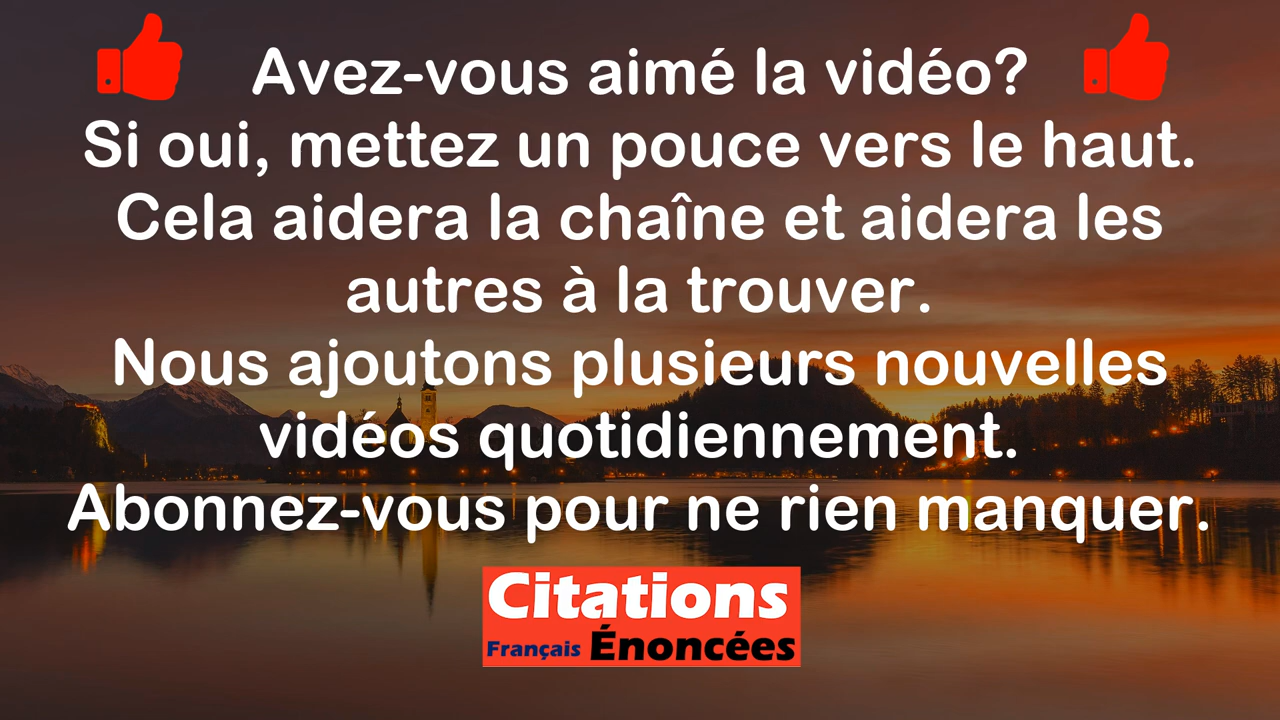 Avez-vous aimé la vidéo?
Si oui, mettez un pouce vers le haut.
Cela aidera la chaîne et aidera les
autres à la trouver.
Nous ajoutons plusieurs nouvelles
vidéos quotidiennement.
Abonnez-vous pour ne rien manquer.
Citations
Français Énoncées